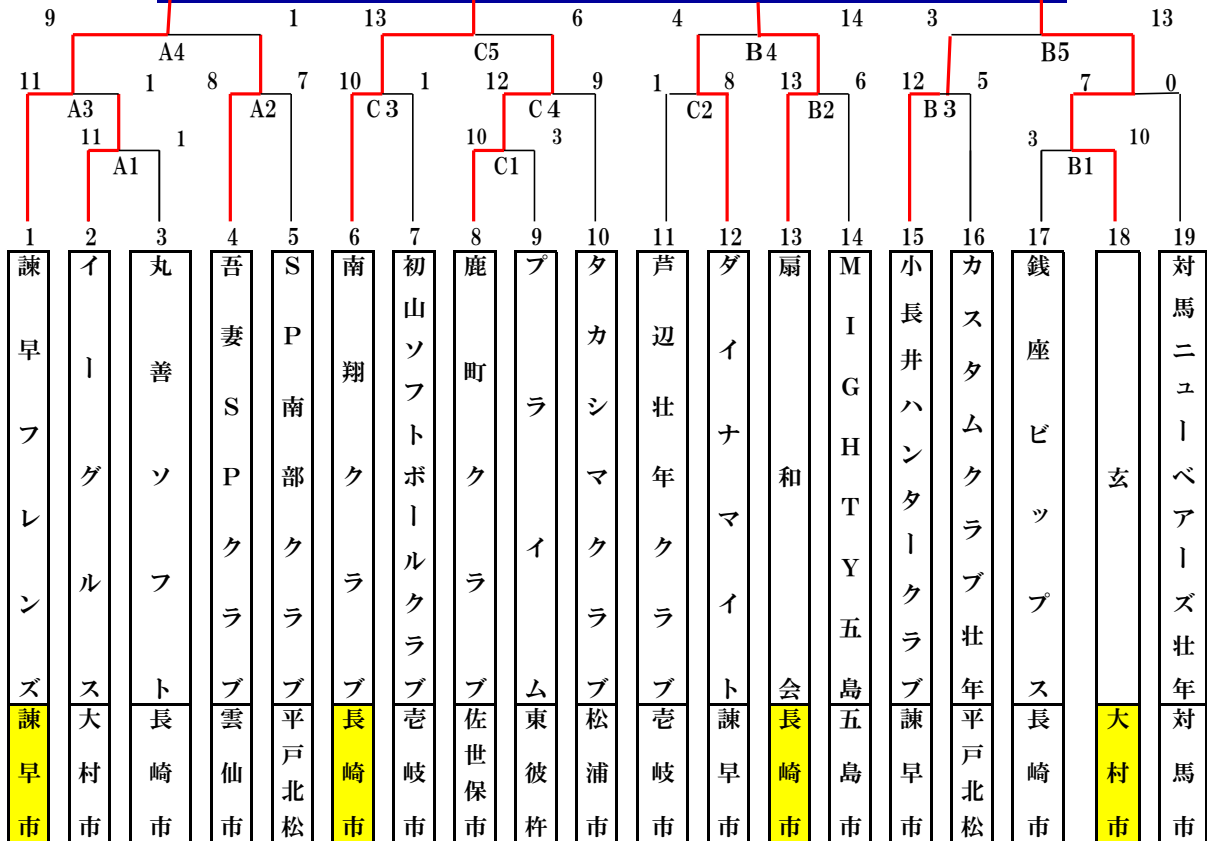 9 1 13 6 4 14 3 13
A4 C5 B4 B5
11 1 8 7 10 1 12 9 1 8 13 6 12 5 7 0
A3 A2 C3 C4 C2 B2 B3
11 1 10 3 3 10
A1 C1 B1
1 2 3 4 5 6 7 8 9 10 11 12 13 14 15 16 17 18 19
諫早フレンズ
イーグルス
丸善ソフト
吾妻SPクラブ
SP南部クラブ
南翔クラブ
初山ソフトボールクラブ
鹿町クラブ
プライム
タカシマクラブ
芦辺壮年クラブ
ダイナマイト
扇和会
MIGHTY五島
小長井ハンタークラブ
カスタムクラブ壮年
銭座ビップス
玄
対馬ニューベアーズ壮年
諫早市
大村市
長崎市
雲仙市
平戸北松
長崎市
壱岐市
佐世保市
東彼杵
松浦市
壱岐市
諫早市
長崎市
五島市
諫早市
平戸北松
長崎市
大村市
対馬市